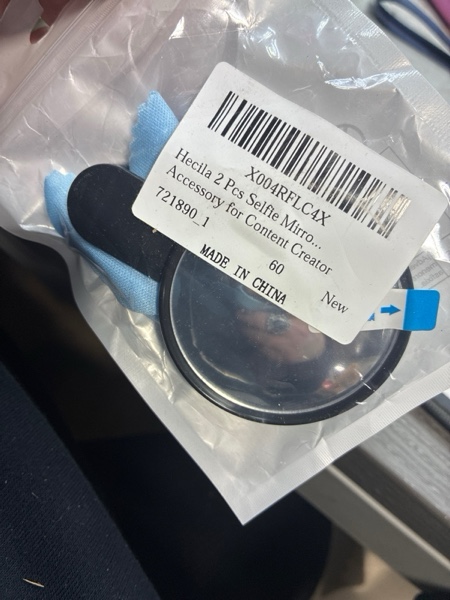 X004RFLC4X
Hecila 2 Pcs Selfie Mirro...
Accessory for Content Creator
721890_1
60
New
MADE IN CHINA